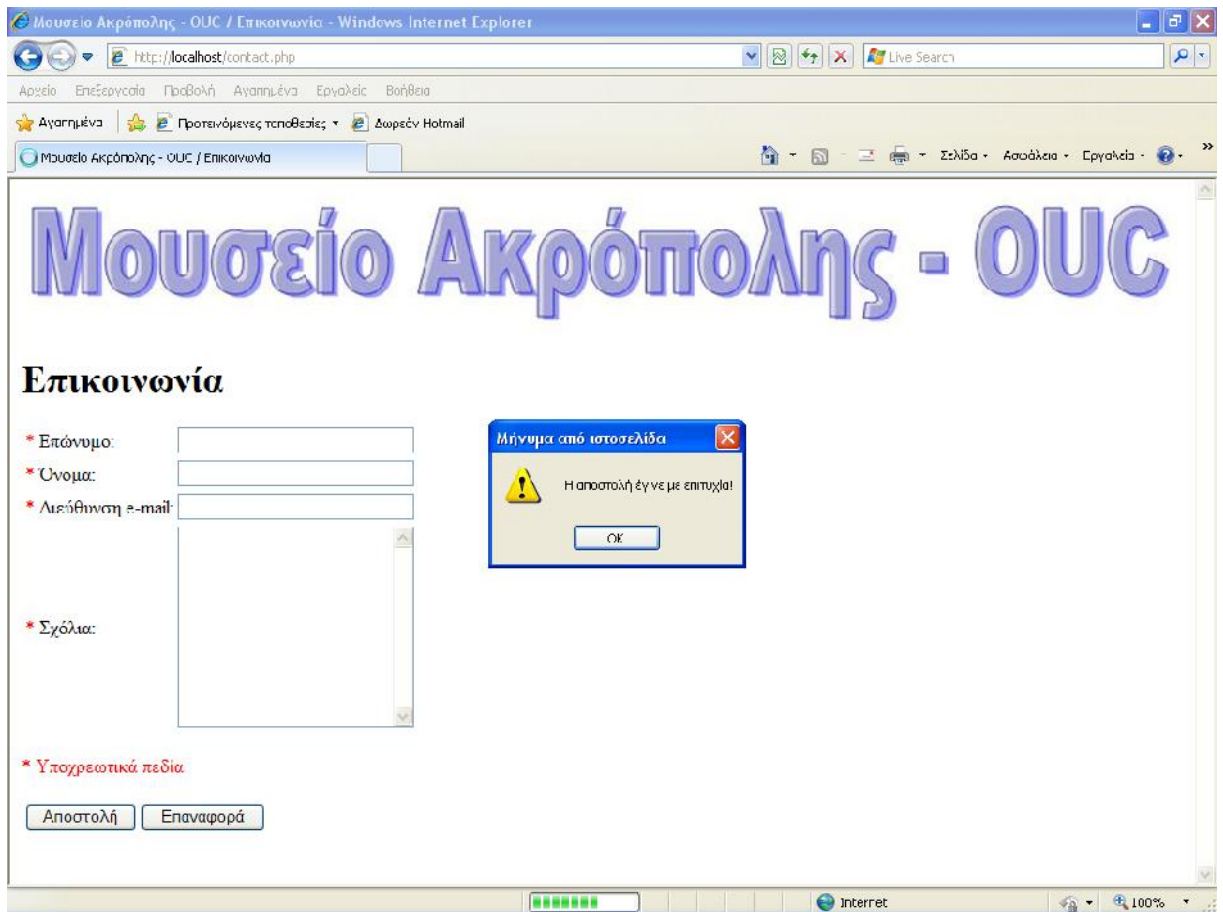 Μουσείο Ακρόπολης - OUC / Επικοινωνία - Windows Internet Explorer
http://localhost/contact.php
Live Search
Αρχείο Επεξεργασία Προβολή Αγαπημένα Εργαλεία Βοήθεια
Αγαπημένα Προτεινόμενες τοποθεσίες Δωρεάν Hotmail
Μουσείο Ακρόπολης - OUC / Επικοινωνία
Σελίδα Ασφάλεια Εργαλεία
Μουσείο Ακρόπολης - OUC
Επικοινωνία
* Επώνυμο:
* Όνομα:
* Διεύθυνση e-mail:
* Σχόλια:
Μήνυμα από ιστοσελίδα
Η αποστολή έγινε με επιτυχία!
OK
* Υποχρεωτικά πεδία
Αποστολή Επαναφορά
Internet 100%